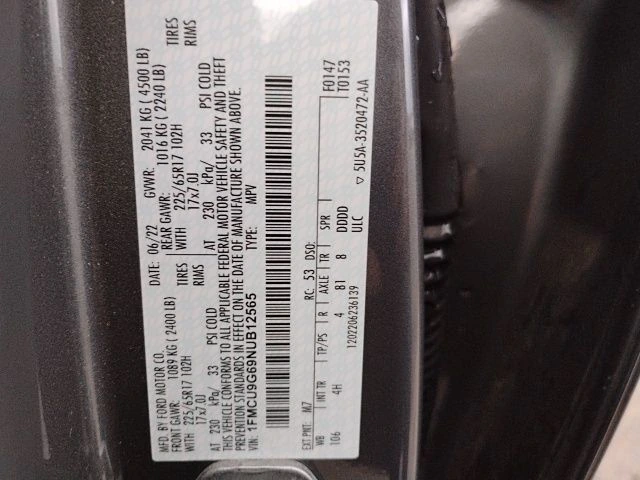 MFD. BY FORD MOTOR CO.
DATE: 06/22 GVWR: 2041 KG ( 4500 LB)
FRONT GAWR: 1089 KG ( 2400 LB) REAR GAWR: 1016 KG ( 2240 LB)
WITH 225/65R17 102H TIRES WITH 225/65R17 102H TIRES
17x7.0J RIMS 17x7.0J RIMS
AT 230 kPa/ 33 PSI COLD AT 230 kPa/ 33 PSI COLD
THIS VEHICLE CONFORMS TO ALL APPLICABLE FEDERAL MOTOR VEHICLE SAFETY AND THEFT
PREVENTION STANDARDS IN EFFECT ON THE DATE OF MANUFACTURE SHOWN ABOVE.
VIN: 1FMCU9G69NUB12565 TYPE: MPV
F0147
T0153
EXT.PNT: M7 RC: 53 DSO:
WB INT TR TP/PS R AXLE TR SPR
106 4H 4 81 8 DDDD
ULC
1202206236139 ▽ 5U5A-3520472-AA